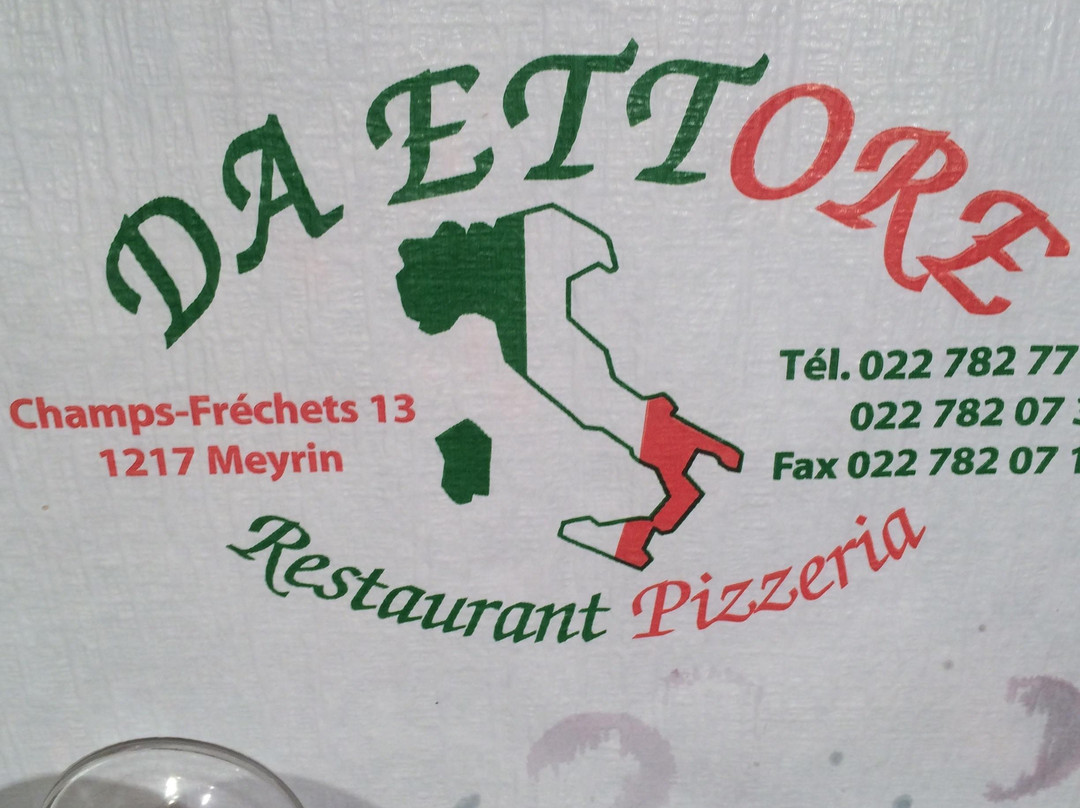 DA ETTORE
Champs-Fréchets 13
1217 Meyrin
Tél. 022 782 77
022 782 07
Fax 022 782 07
Restaurant Pizzeria